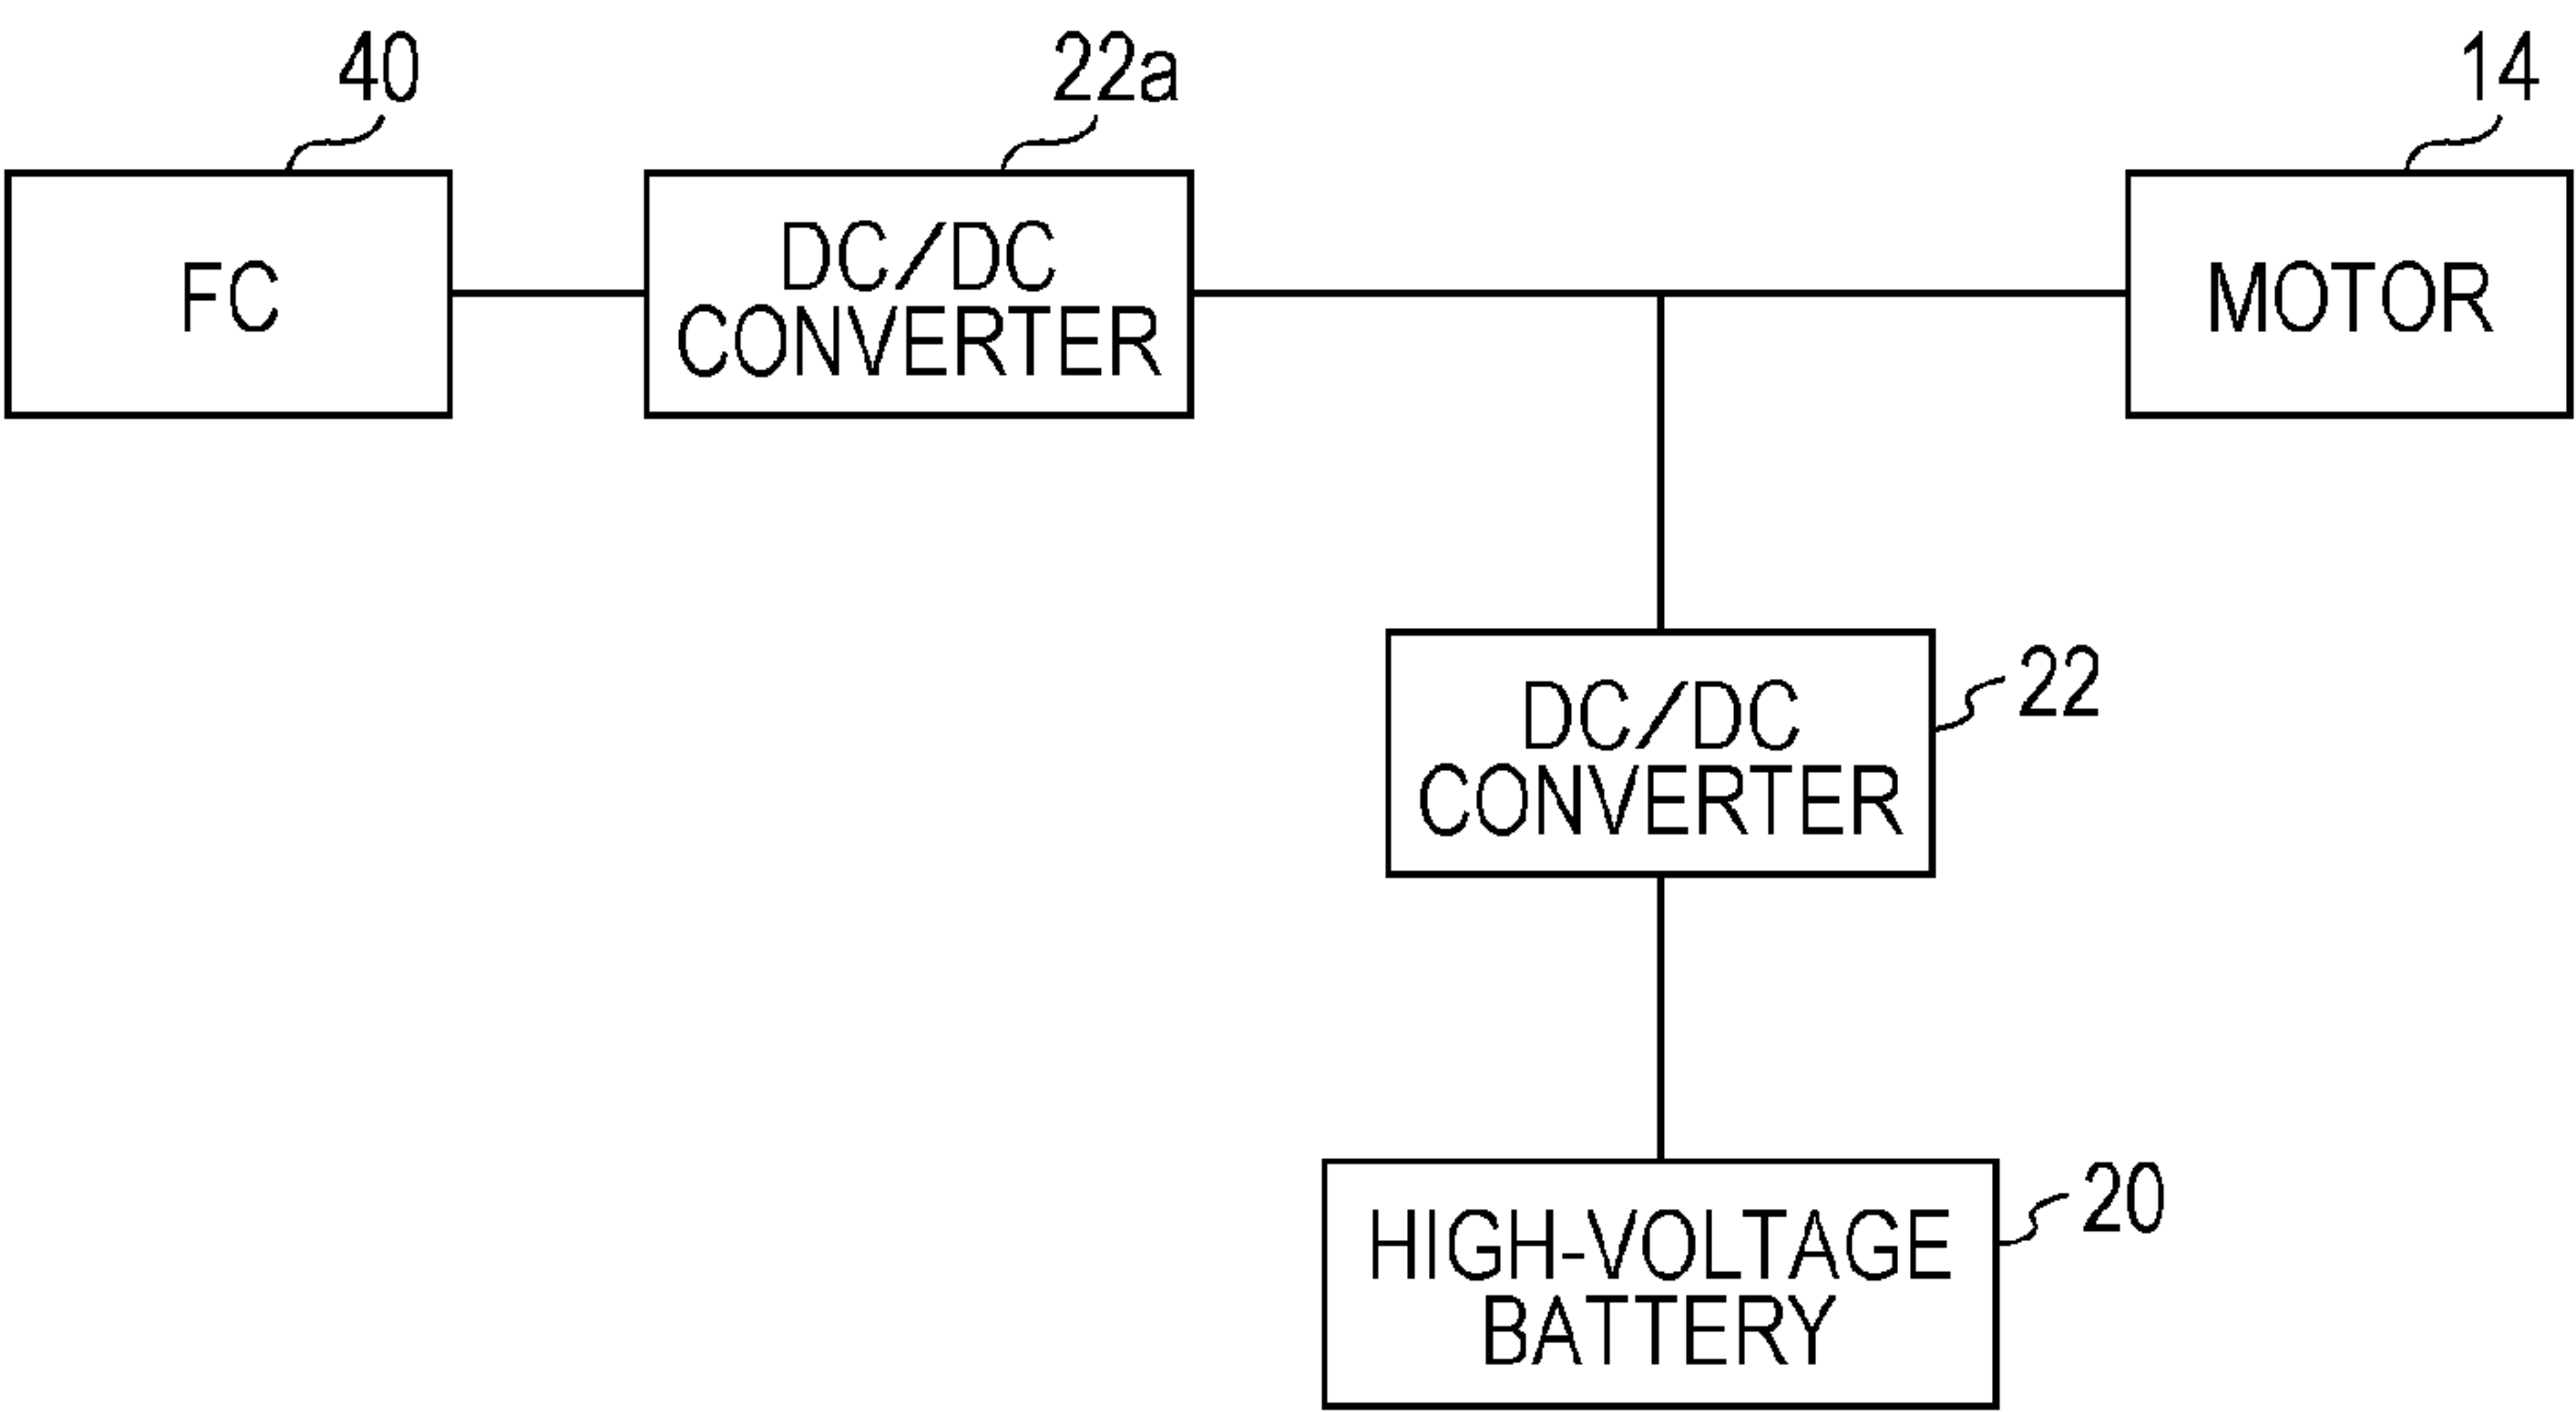 40
22a
14
FC
DC/DC
CONVERTER
MOTOR
DC/DC
CONVERTER
22
HIGH-VOLTAGE
BATTERY
20